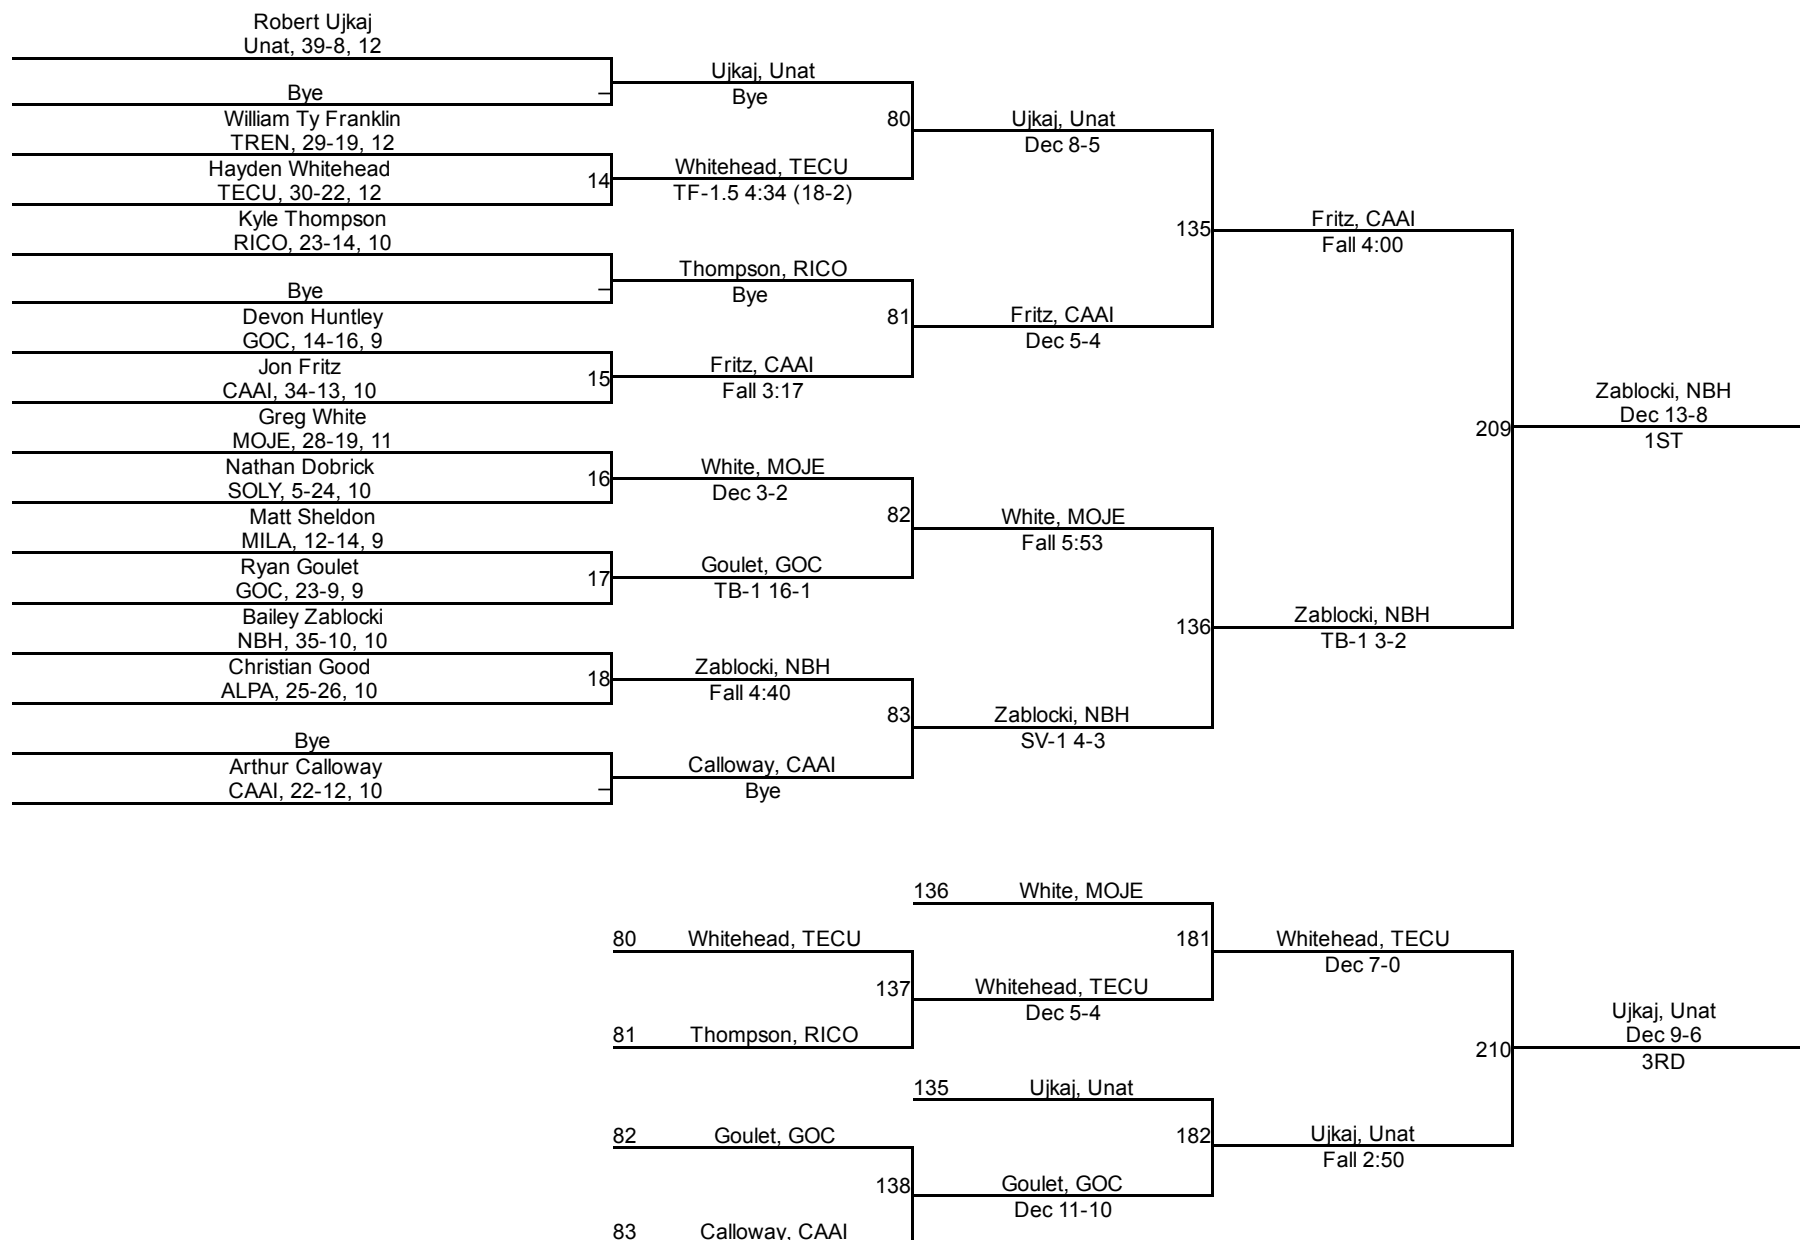 Robert Ujkaj
Unat, 39-8, 12
Bye
William Ty Franklin
TREN, 29-19, 12
Hayden Whitehead
TECU, 30-22, 12
Kyle Thompson
RICO, 23-14, 10
Bye
Devon Huntley
GOC, 14-16, 9
Jon Fritz
CAAI, 34-13, 10
Greg White
MOJE, 28-19, 11
Nathan Dobrick
SOLY, 5-24, 10
Matt Sheldon
MILA, 12-14, 9
Ryan Goulet
GOC, 23-9, 9
Bailey Zablocki
NBH, 35-10, 10
Christian Good
ALPA, 25-26, 10
Bye
Arthur Calloway
CAAI, 22-12, 10
–
14
–
15
16
17
18
–
Ujkaj, Unat
Bye
Whitehead, TECU
TF-1.5 4:34 (18-2)
Thompson, RICO
Bye
Fritz, CAAI
Fall 3:17
White, MOJE
Dec 3-2
Goulet, GOC
TB-1 16-1
Zablocki, NBH
Fall 4:40
Calloway, CAAI
Bye
80
81
82
83
Ujkaj, Unat
Dec 8-5
Fritz, CAAI
Dec 5-4
White, MOJE
Fall 5:53
Zablocki, NBH
SV-1 4-3
135
136
Fritz, CAAI
Fall 4:00
Zablocki, NBH
TB-1 3-2
209
Zablocki, NBH
Dec 13-8
1ST
80 Whitehead, TECU
81 Thompson, RICO
82 Goulet, GOC
83 Calloway, CAAI
137
138
136 White, MOJE
Whitehead, TECU
Dec 5-4
135 Ujkaj, Unat
Goulet, GOC
Dec 11-10
181
182
Whitehead, TECU
Dec 7-0
Ujkaj, Unat
Fall 2:50
210
Ujkaj, Unat
Dec 9-6
3RD